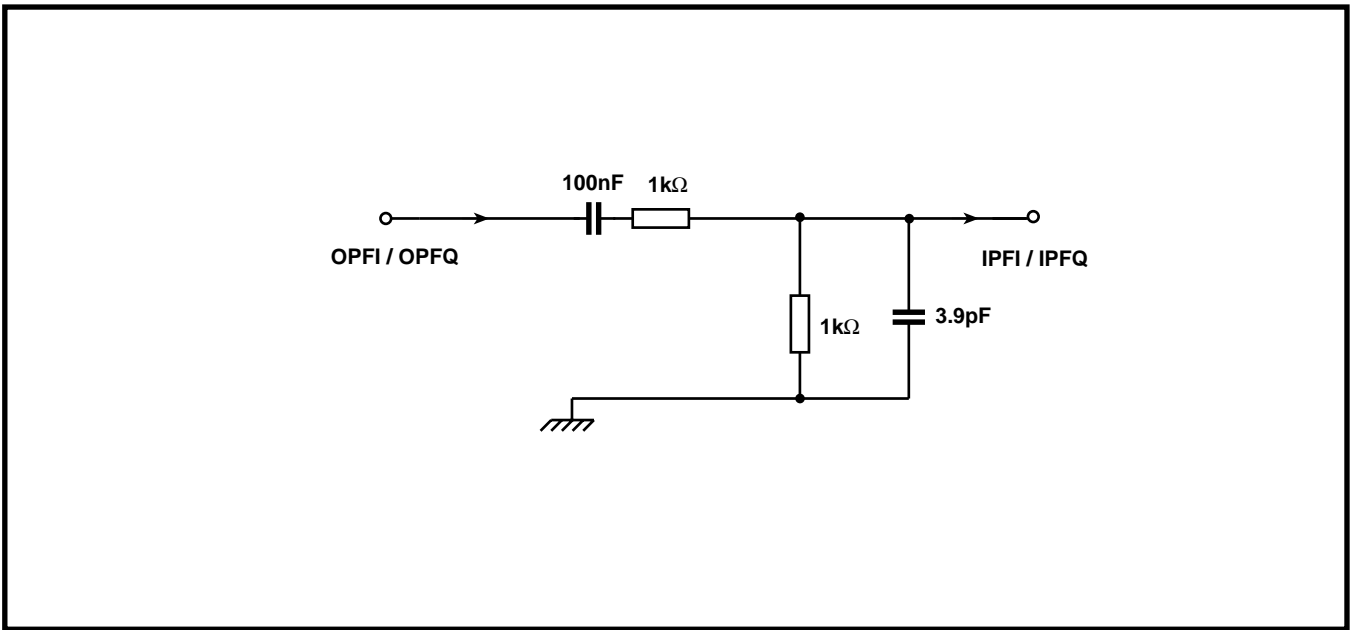 100nF 1kΩ
OPFI / OPFQ
IPFI / IPFQ
1kΩ
3.9pF